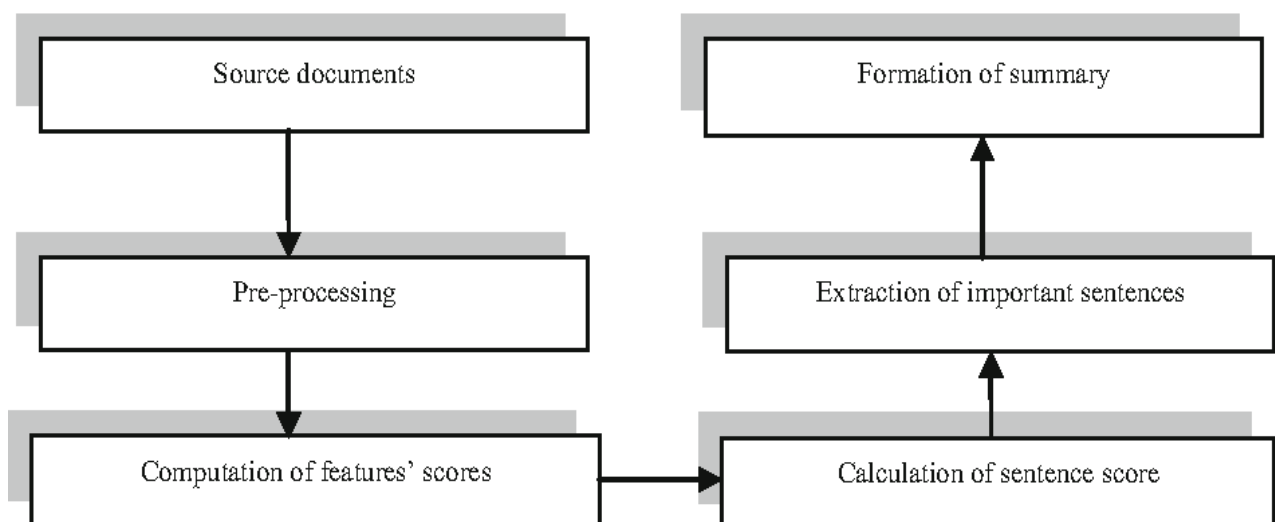 Source documents
Pre-processing
Computation of features’ scores
Calculation of sentence score
Extraction of important sentences
Formation of summary